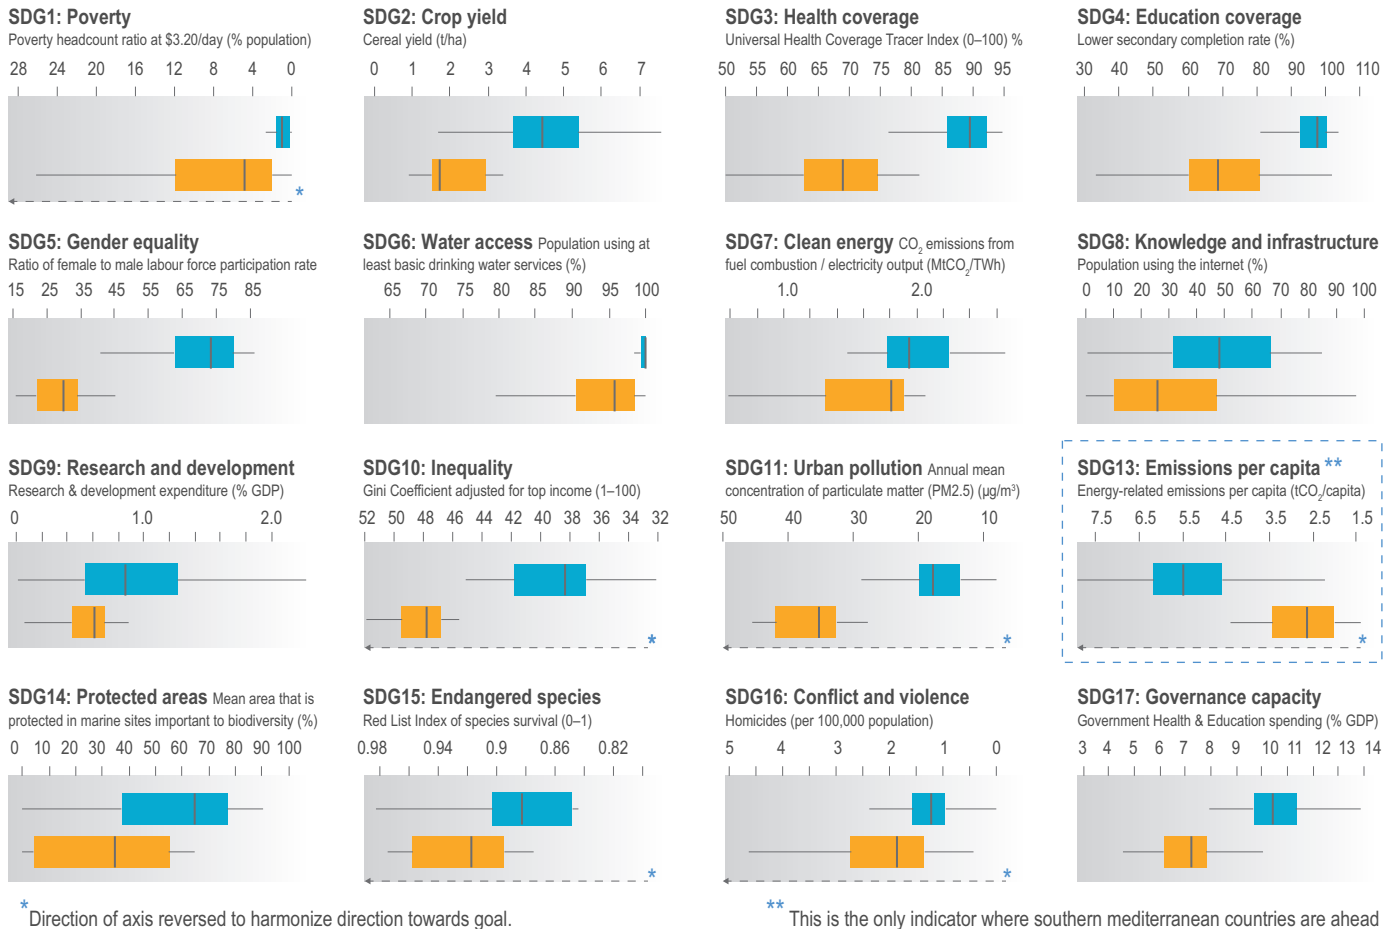 SDG1: Poverty
Poverty headcount ratio at $3.20/day (% population)
28 24 20 16 12 8 4 0
*
SDG2: Crop yield
Cereal yield (t/ha)
0 1 2 3 4 5 6 7
SDG3: Health coverage
Universal Health Coverage Tracer Index (0–100) %
50 55 60 65 70 75 80 85 90 95
SDG4: Education coverage
Lower secondary completion rate (%)
30 40 50 60 70 80 90 100 110
SDG5: Gender equality
Ratio of female to male labour force participation rate
15 25 35 45 55 65 75 85
SDG6: Water access Population using at
least basic drinking water services (%)
65 70 75 80 85 90 95 100
SDG7: Clean energy CO₂ emissions from
fuel combustion / electricity output (MtCO₂/TWh)
1.0 2.0
SDG8: Knowledge and infrastructure
Population using the internet (%)
0 10 20 30 40 50 60 70 80 90 100
SDG9: Research and development
Research & development expenditure (% GDP)
0 1.0 2.0
SDG10: Inequality
Gini Coefficient adjusted for top income (1–100)
52 50 48 46 44 42 40 38 36 34 32
*
SDG11: Urban pollution Annual mean
concentration of particulate matter (PM2.5) (µg/m³)
50 40 30 20 10
*
SDG13: Emissions per capita **
Energy-related emissions per capita (tCO₂/capita)
7.5 6.5 5.5 4.5 3.5 2.5 1.5
*
SDG14: Protected areas Mean area that is
protected in marine sites important to biodiversity (%)
0 10 20 30 40 50 60 70 80 90 100
SDG15: Endangered species
Red List Index of species survival (0–1)
0.98 0.94 0.9 0.86 0.82
*
SDG16: Conflict and violence
Homicides (per 100,000 population)
5 4 3 2 1 0
*
SDG17: Governance capacity
Government Health & Education spending (% GDP)
3 4 5 6 7 8 9 10 11 12 13 14
*Direction of axis reversed to harmonize direction towards goal.
** This is the only indicator where southern mediterranean countries are ahead